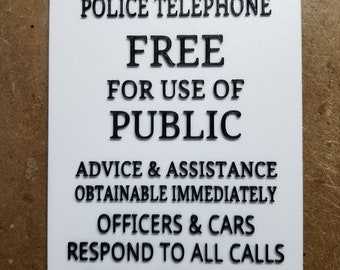 POLICE TELEPHONE
FREE
FOR USE OF
PUBLIC
ADVICE & ASSISTANCE
OBTAINABLE IMMEDIATELY
OFFICERS & CARS
RESPOND TO ALL CALLS